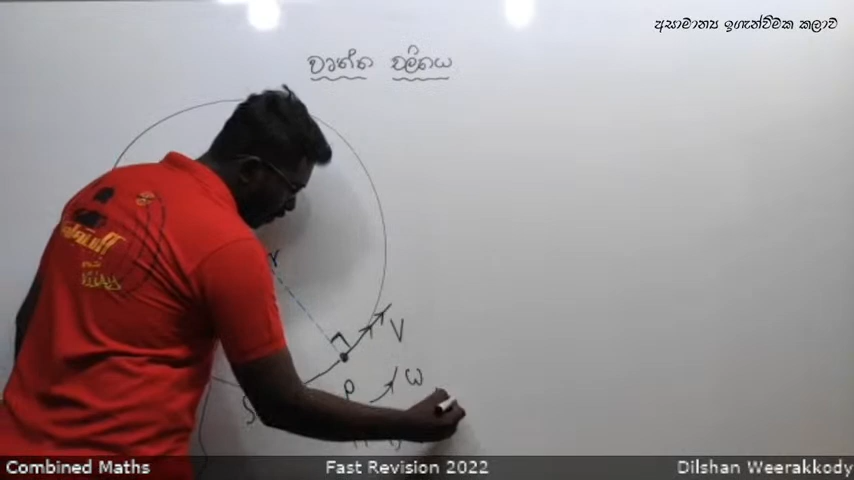 අසාමාන්‍ය ඉගැන්වීමක කලාව
වෘත්ත චලිතය
r
V
P
ω
S
Combined Maths Fast Revision 2022 Dilshan Weerakkody